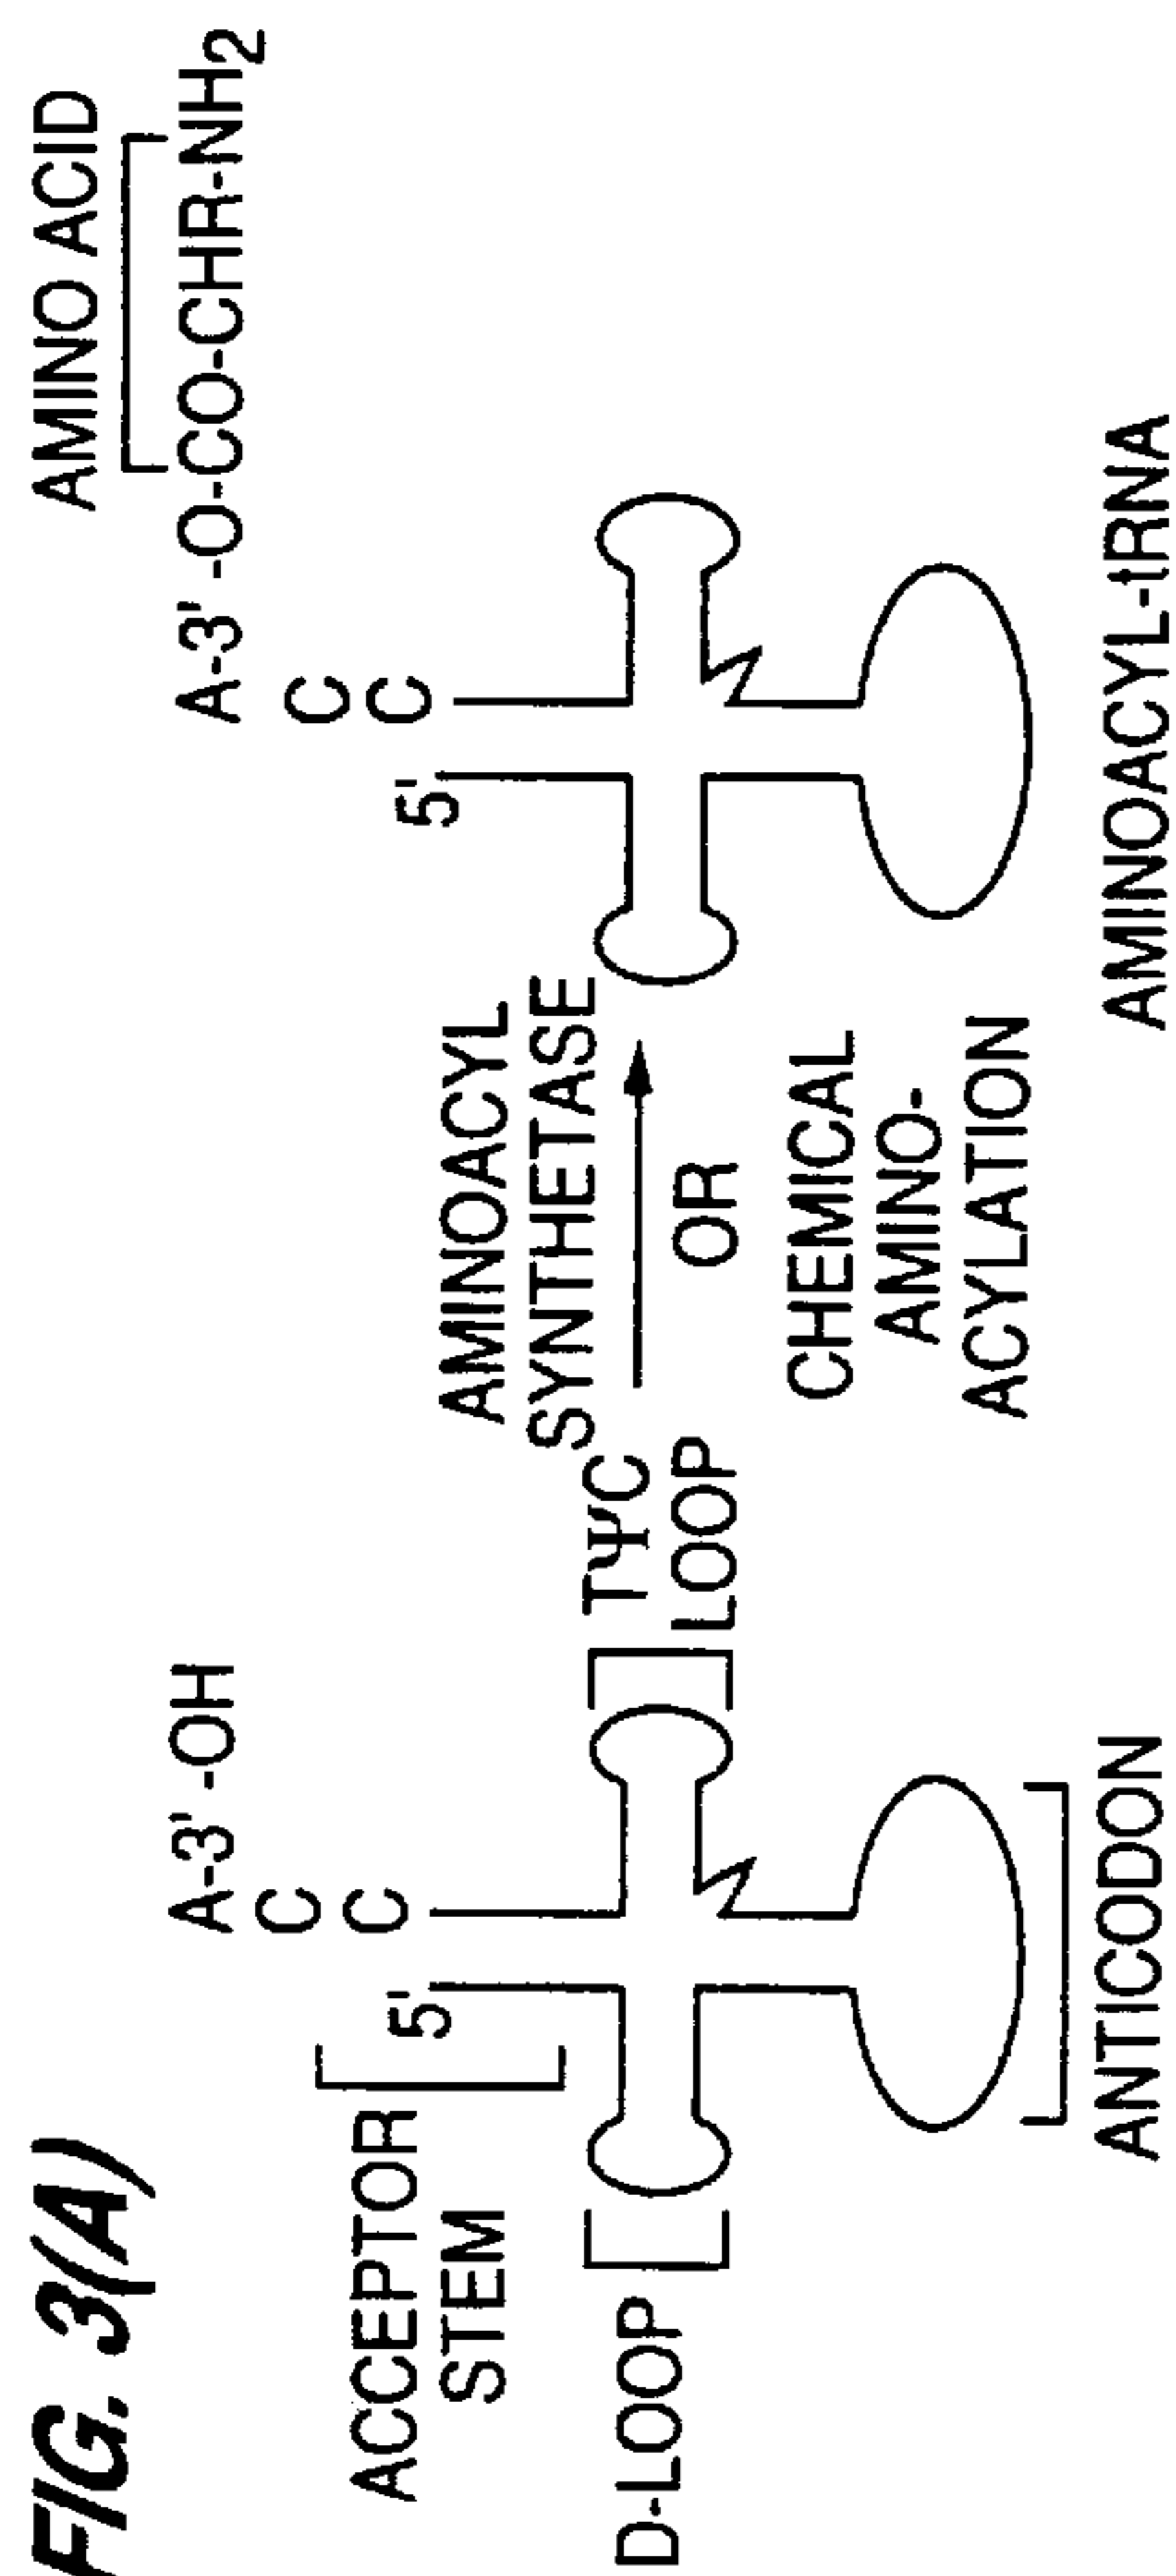 FIG. 3(A)
A-3' -OH
C
C
5'
ACCEPTOR
STEM
D-LOOP
TΨC
LOOP
ANTICODON
AMINOACYL
SYNTHETASE
OR
CHEMICAL
AMINO-
ACYLATION
AMINO ACID
A-3' -O-CO-CHR-NH2
C
C
5'
AMINOACYL-tRNA